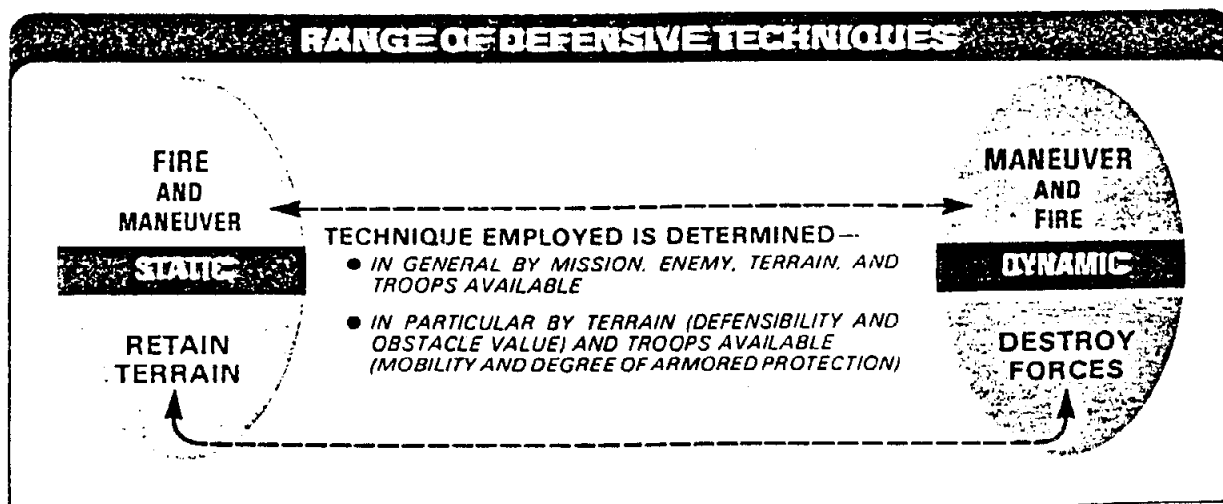 RANGE OF DEFENSIVE TECHNIQUES
FIRE
AND
MANEUVER
STATIC
RETAIN
TERRAIN
TECHNIQUE EMPLOYED IS DETERMINED—
● IN GENERAL BY MISSION, ENEMY, TERRAIN, AND
TROOPS AVAILABLE
● IN PARTICULAR BY TERRAIN (DEFENSIBILITY AND
OBSTACLE VALUE) AND TROOPS AVAILABLE
(MOBILITY AND DEGREE OF ARMORED PROTECTION)
MANEUVER
AND
FIRE
DYNAMIC
DESTROY
FORCES